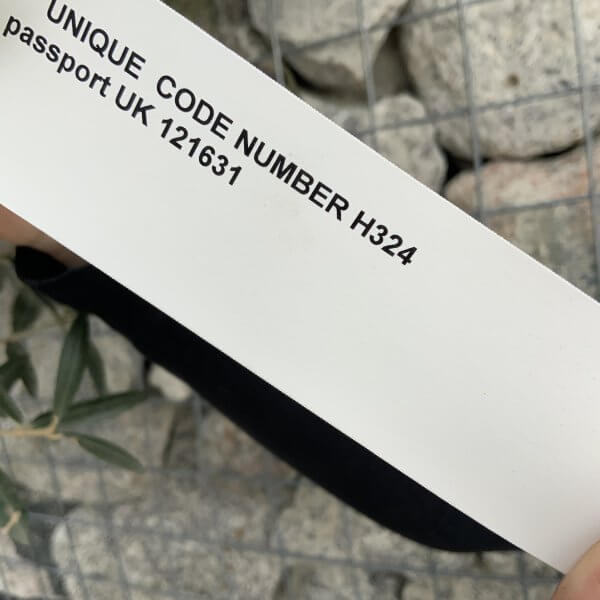 UNIQUE CODE NUMBER H324
passport UK 121631